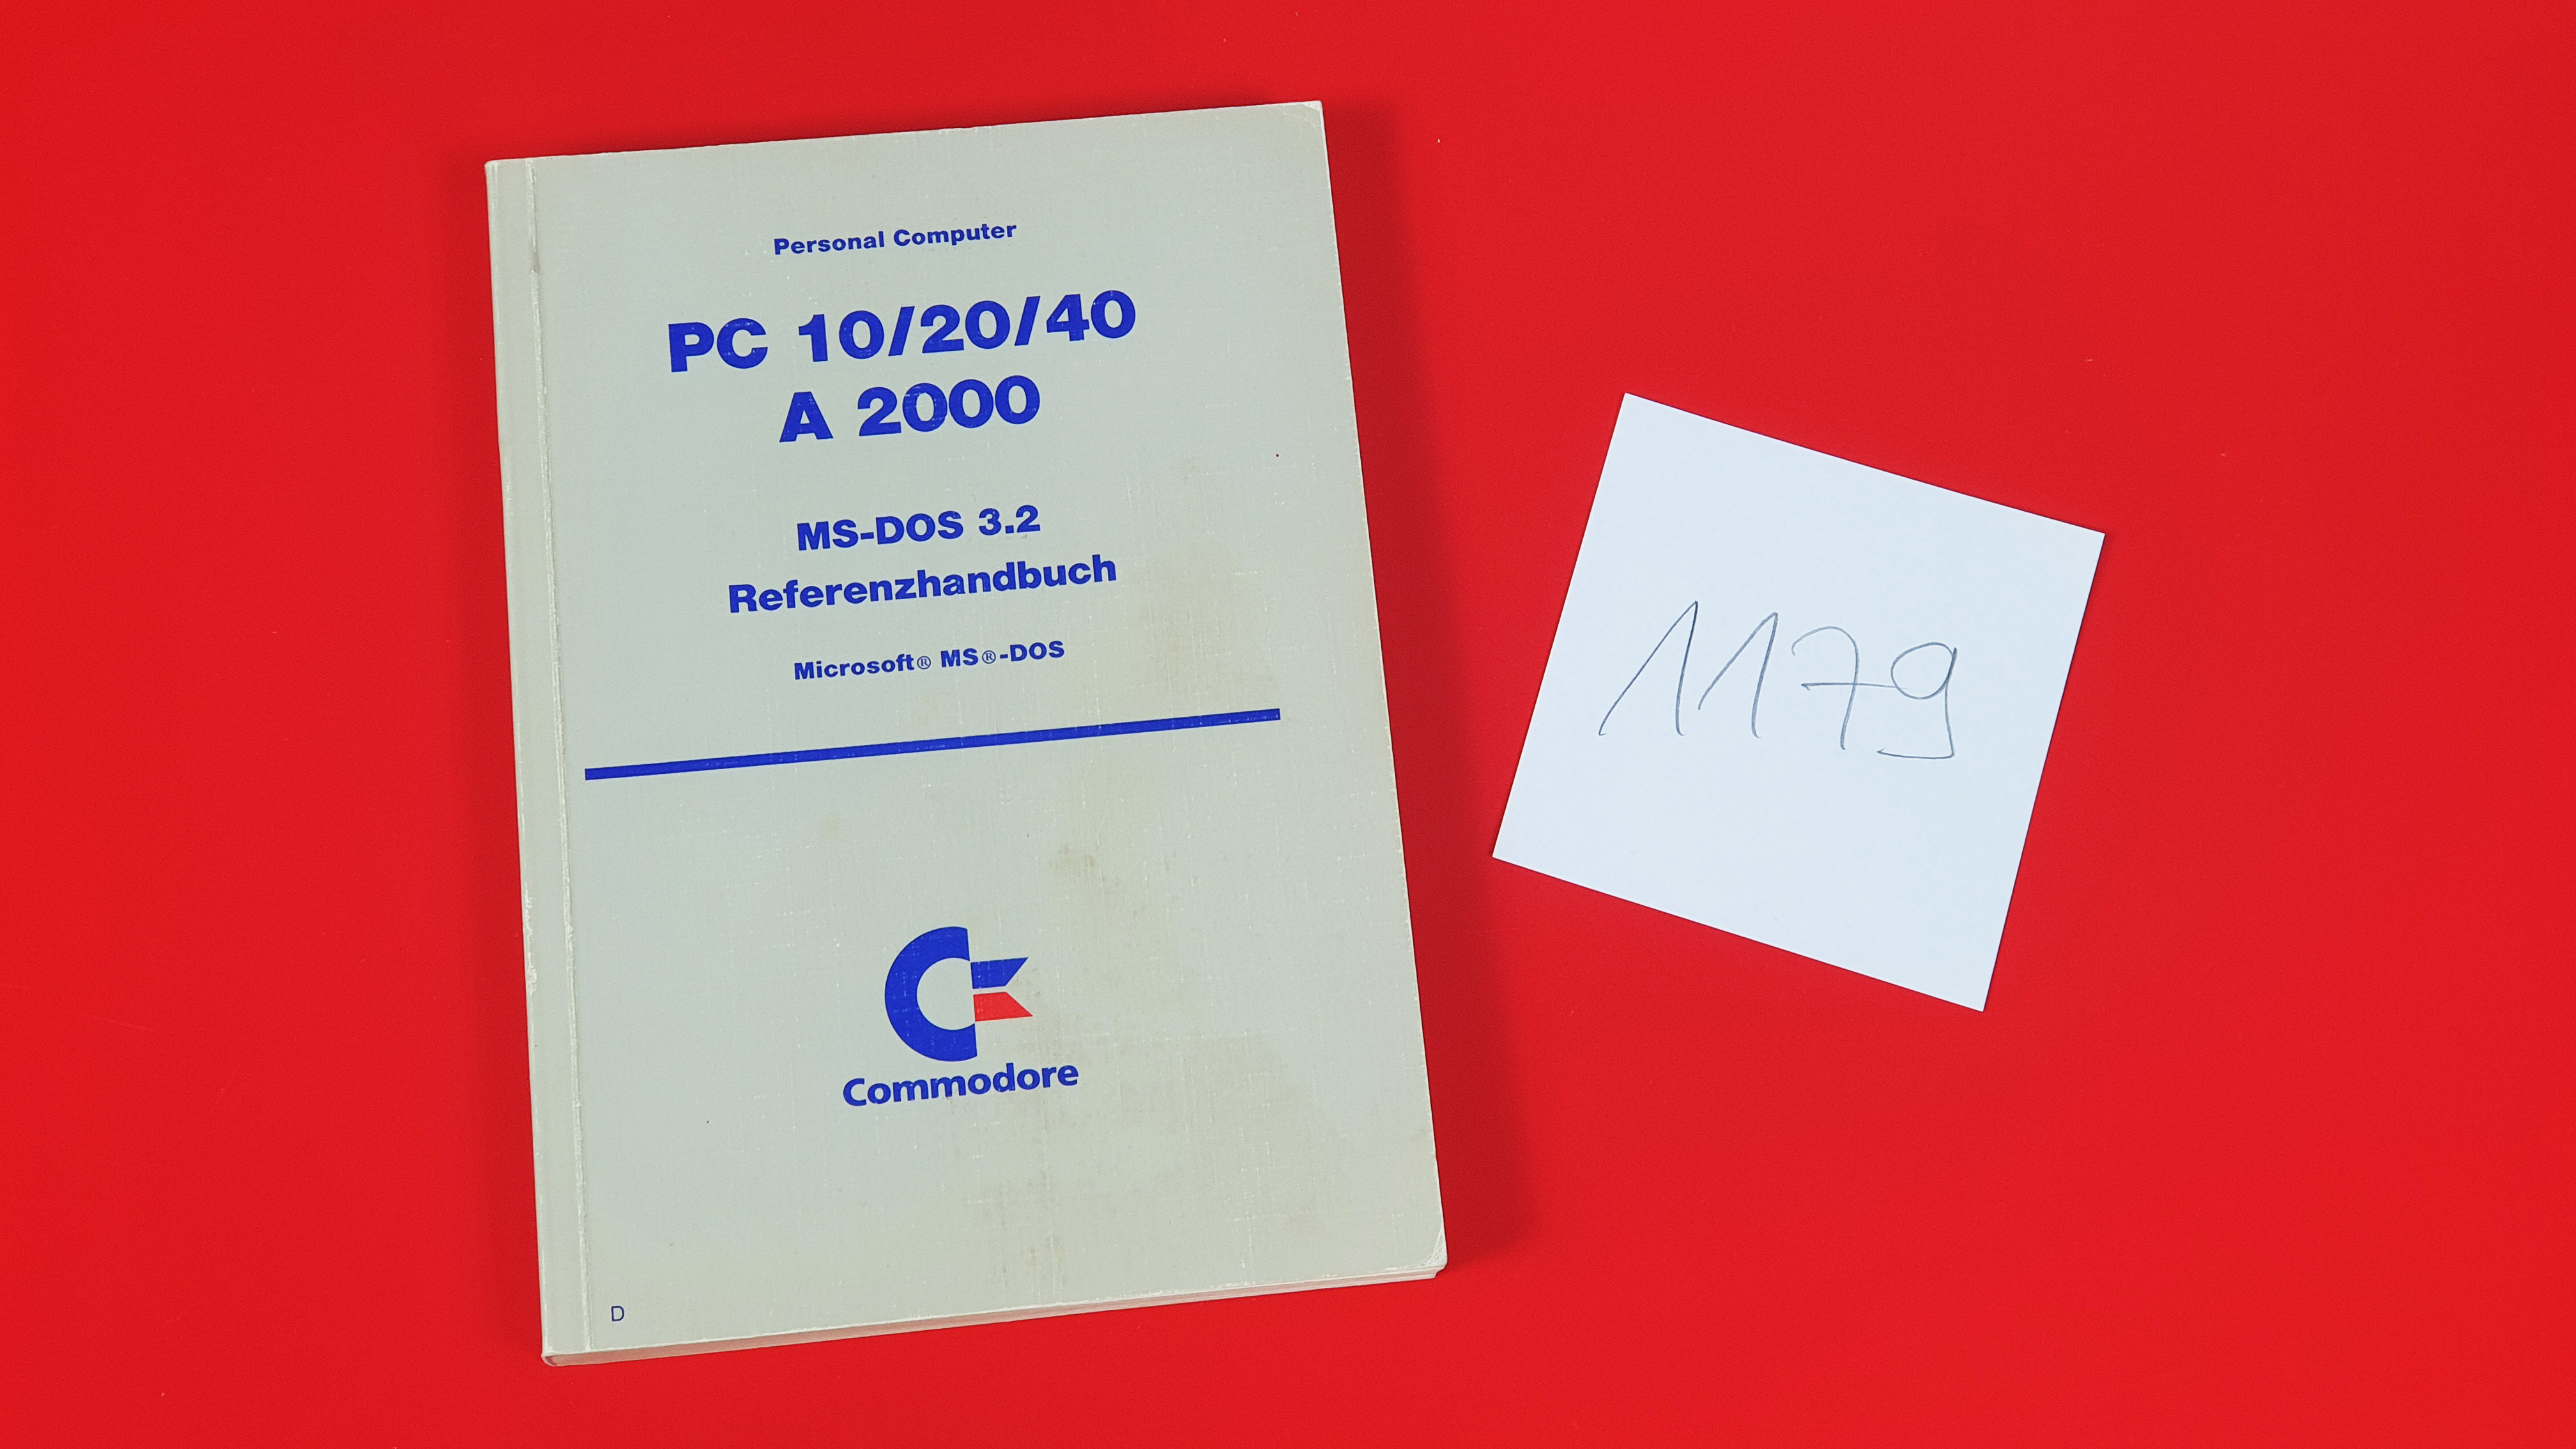 Personal Computer
PC 10/20/40
A 2000
MS-DOS 3.2
Referenzhandbuch
Microsoft® MS®-DOS
Commodore
D
1179